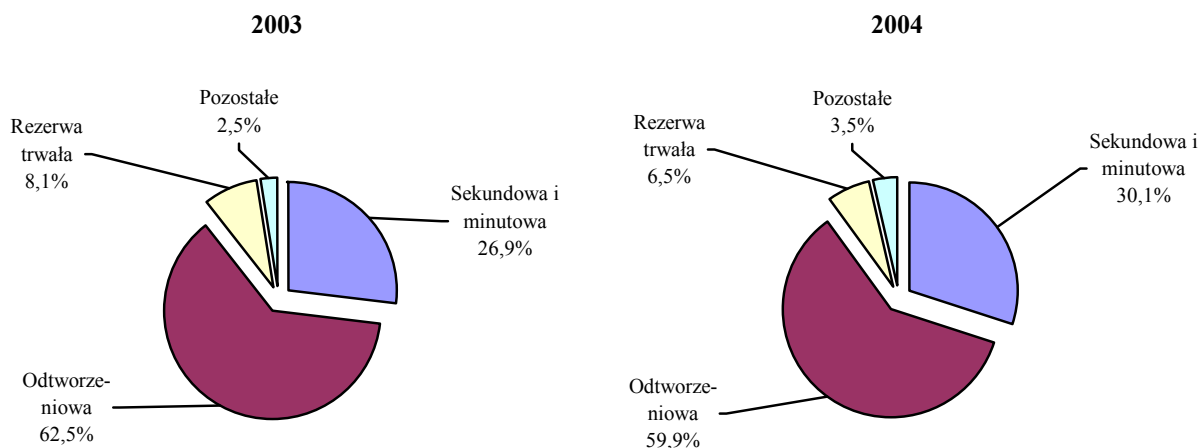 2003
Pozostałe
2,5%
Rezerwa
trwała
8,1%
Sekundowa i
minutowa
26,9%
Odtworze-
niowa
62,5%
2004
Pozostałe
3,5%
Rezerwa
trwała
6,5%
Sekundowa i
minutowa
30,1%
Odtworze-
niowa
59,9%